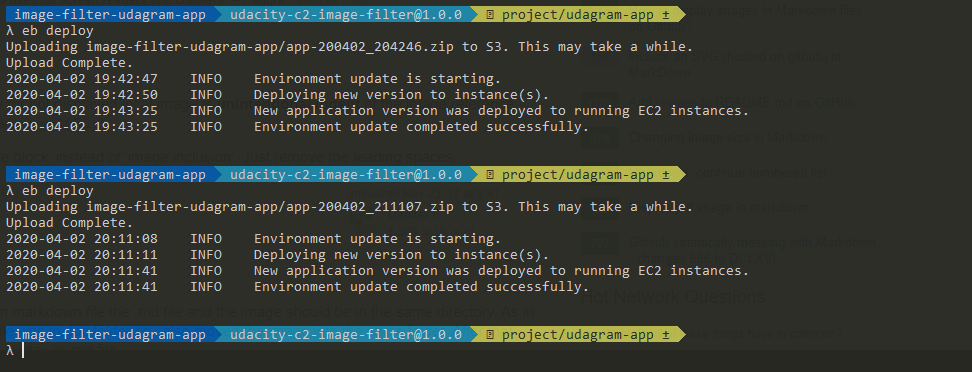 image-filter-udagram-app udacity-c2-image-filter@1.0.0 project/udagram-app ±
λ eb deploy
Uploading image-filter-udagram-app/app-200402_204246.zip to S3. This may take a while.
Upload Complete.
2020-04-02 19:42:47 INFO Environment update is starting.
2020-04-02 19:42:50 INFO Deploying new version to instance(s).
2020-04-02 19:43:25 INFO New application version was deployed to running EC2 instances.
2020-04-02 19:43:25 INFO Environment update completed successfully.
image-filter-udagram-app udacity-c2-image-filter@1.0.0 project/udagram-app ±
λ eb deploy
Uploading image-filter-udagram-app/app-200402_211107.zip to S3. This may take a while.
Upload Complete.
2020-04-02 20:11:08 INFO Environment update is starting.
2020-04-02 20:11:11 INFO Deploying new version to instance(s).
2020-04-02 20:11:41 INFO New application version was deployed to running EC2 instances.
2020-04-02 20:11:41 INFO Environment update completed successfully.
Hot Network Questions
image-filter-udagram-app udacity-c2-image-filter@1.0.0 project/udagram-app ±
λ